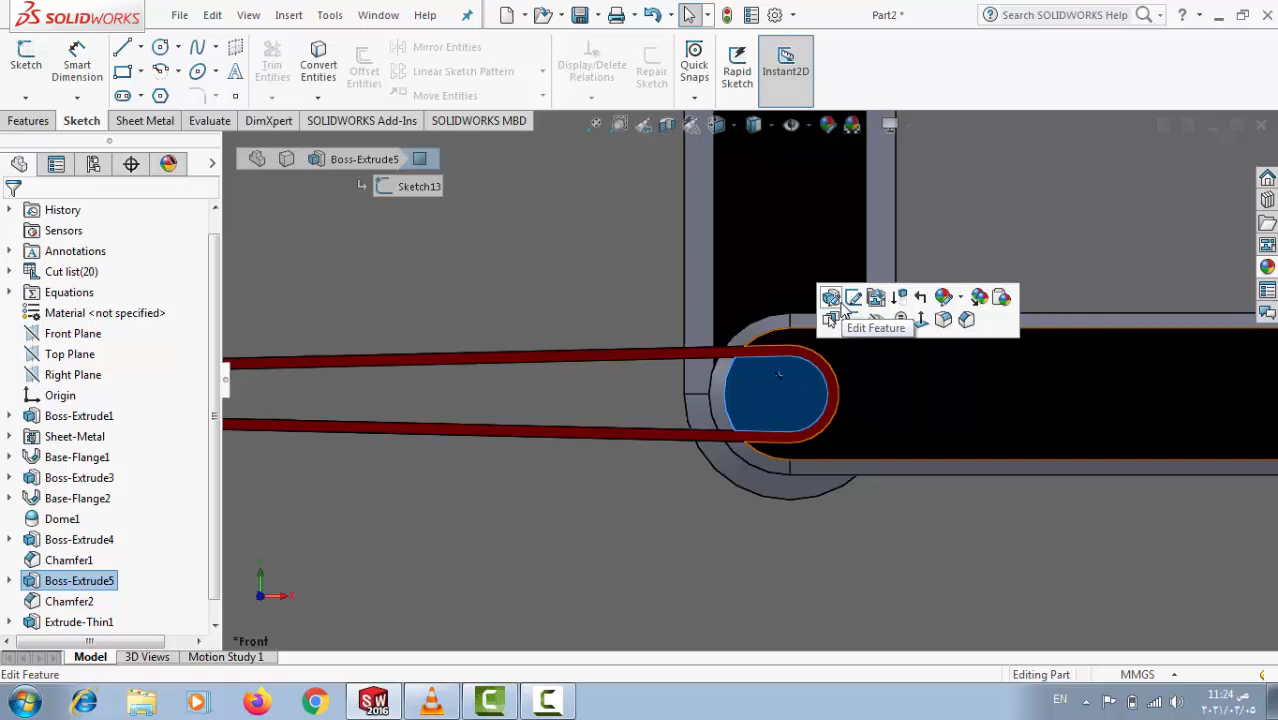 SOLIDWORKS
File
Edit
View
Insert
Tools
Window
Help
Part2 *
Search SOLIDWORKS Help
?
Sketch
Smart
Dimension
Trim
Entities
Convert
Entities
Offset
Entities
Mirror Entities
Linear Sketch Pattern
Move Entities
Display/Delete
Relations
Repair
Sketch
Quick
Snaps
Rapid
Sketch
Instant2D
Features
Sketch
Sheet Metal
Evaluate
DimXpert
SOLIDWORKS Add-Ins
SOLIDWORKS MBD
Boss-Extrude5
Sketch13
History
Sensors
Annotations
Cut list(20)
Equations
Material <not specified>
Front Plane
Top Plane
Right Plane
Origin
Boss-Extrude1
Sheet-Metal
Base-Flange1
Boss-Extrude3
Base-Flange2
Dome1
Boss-Extrude4
Chamfer1
Boss-Extrude5
Chamfer2
Extrude-Thin1
Edit Feature
*Front
Model
3D Views
Motion Study 1
Edit Feature
Editing Part
MMGS
SW
2016
EN
11:24 ص
٢٠٢١/٠٣/٠٥